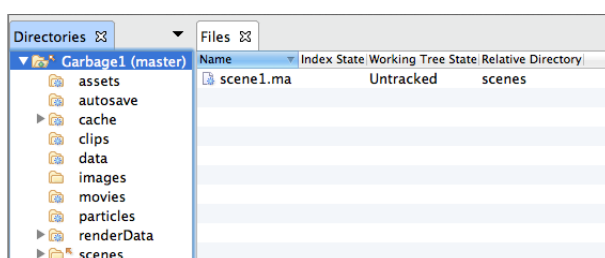 Directories
Files
Garbage1 (master)
assets
autosave
cache
clips
data
images
movies
particles
renderData
scenes
Name Index State Working Tree State Relative Directory
scene1.ma Untracked scenes